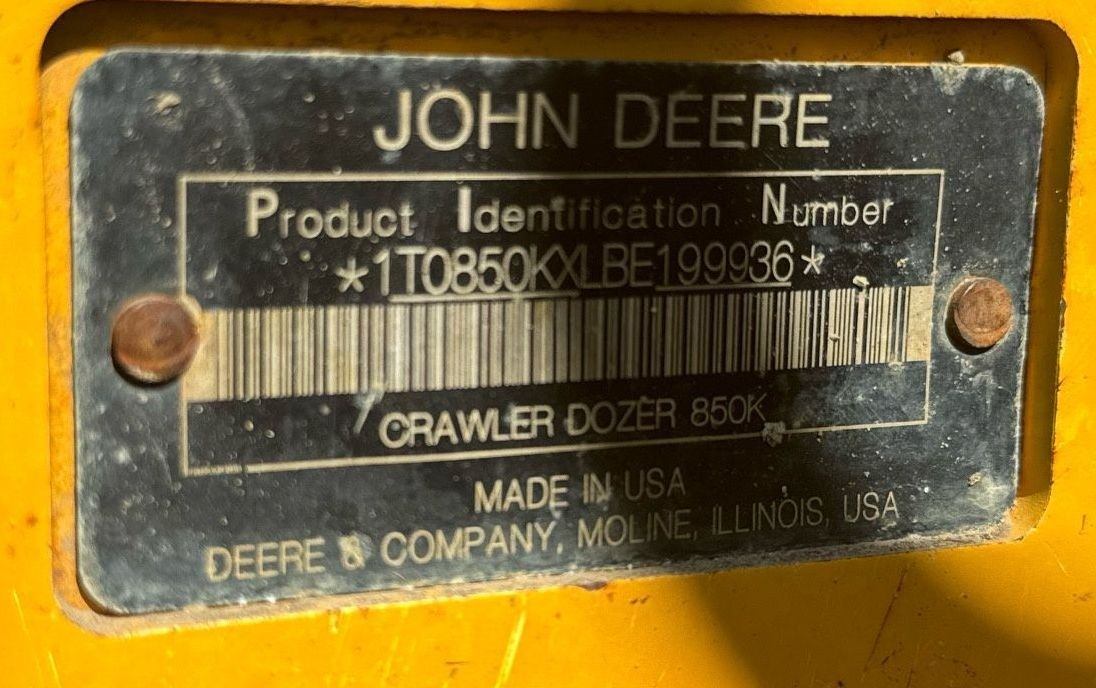 JOHN DEERE
Product Identification Number
*1T0850KXLBE199936*
CRAWLER DOZER 850K
MADE IN USA
DEERE & COMPANY, MOLINE, ILLINOIS, USA